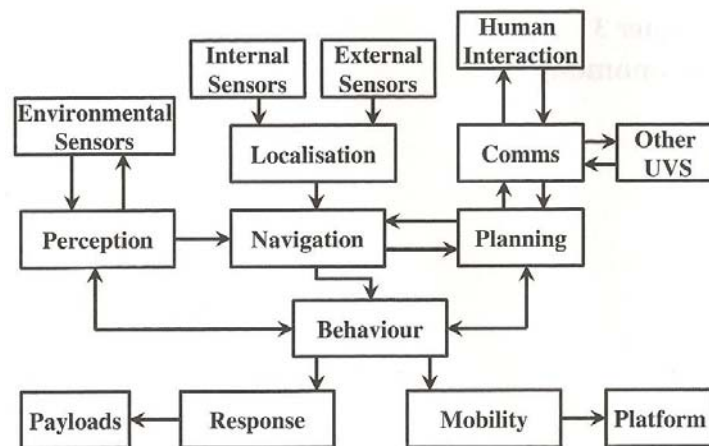 Human
Interaction
Internal
Sensors
External
Sensors
Environmental
Sensors
Localisation
Comms
Other
UVS
Perception
Navigation
Planning
Behaviour
Payloads
Response
Mobility
Platform